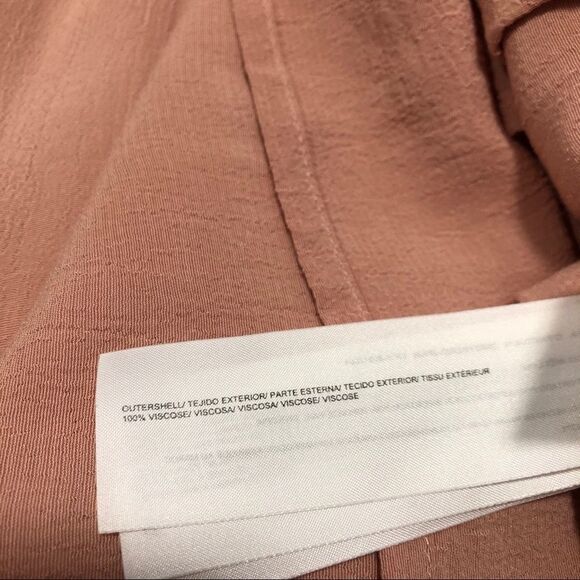 OUTERSHELL/ TEJIDO EXTERIOR/ PARTE ESTERNA/ TECIDO EXTERIOR/ TISSU EXTÉRIEUR
100% VISCOSE/ VISCOSA/ VISCOSA/ VISCOSE/ VISCOSE